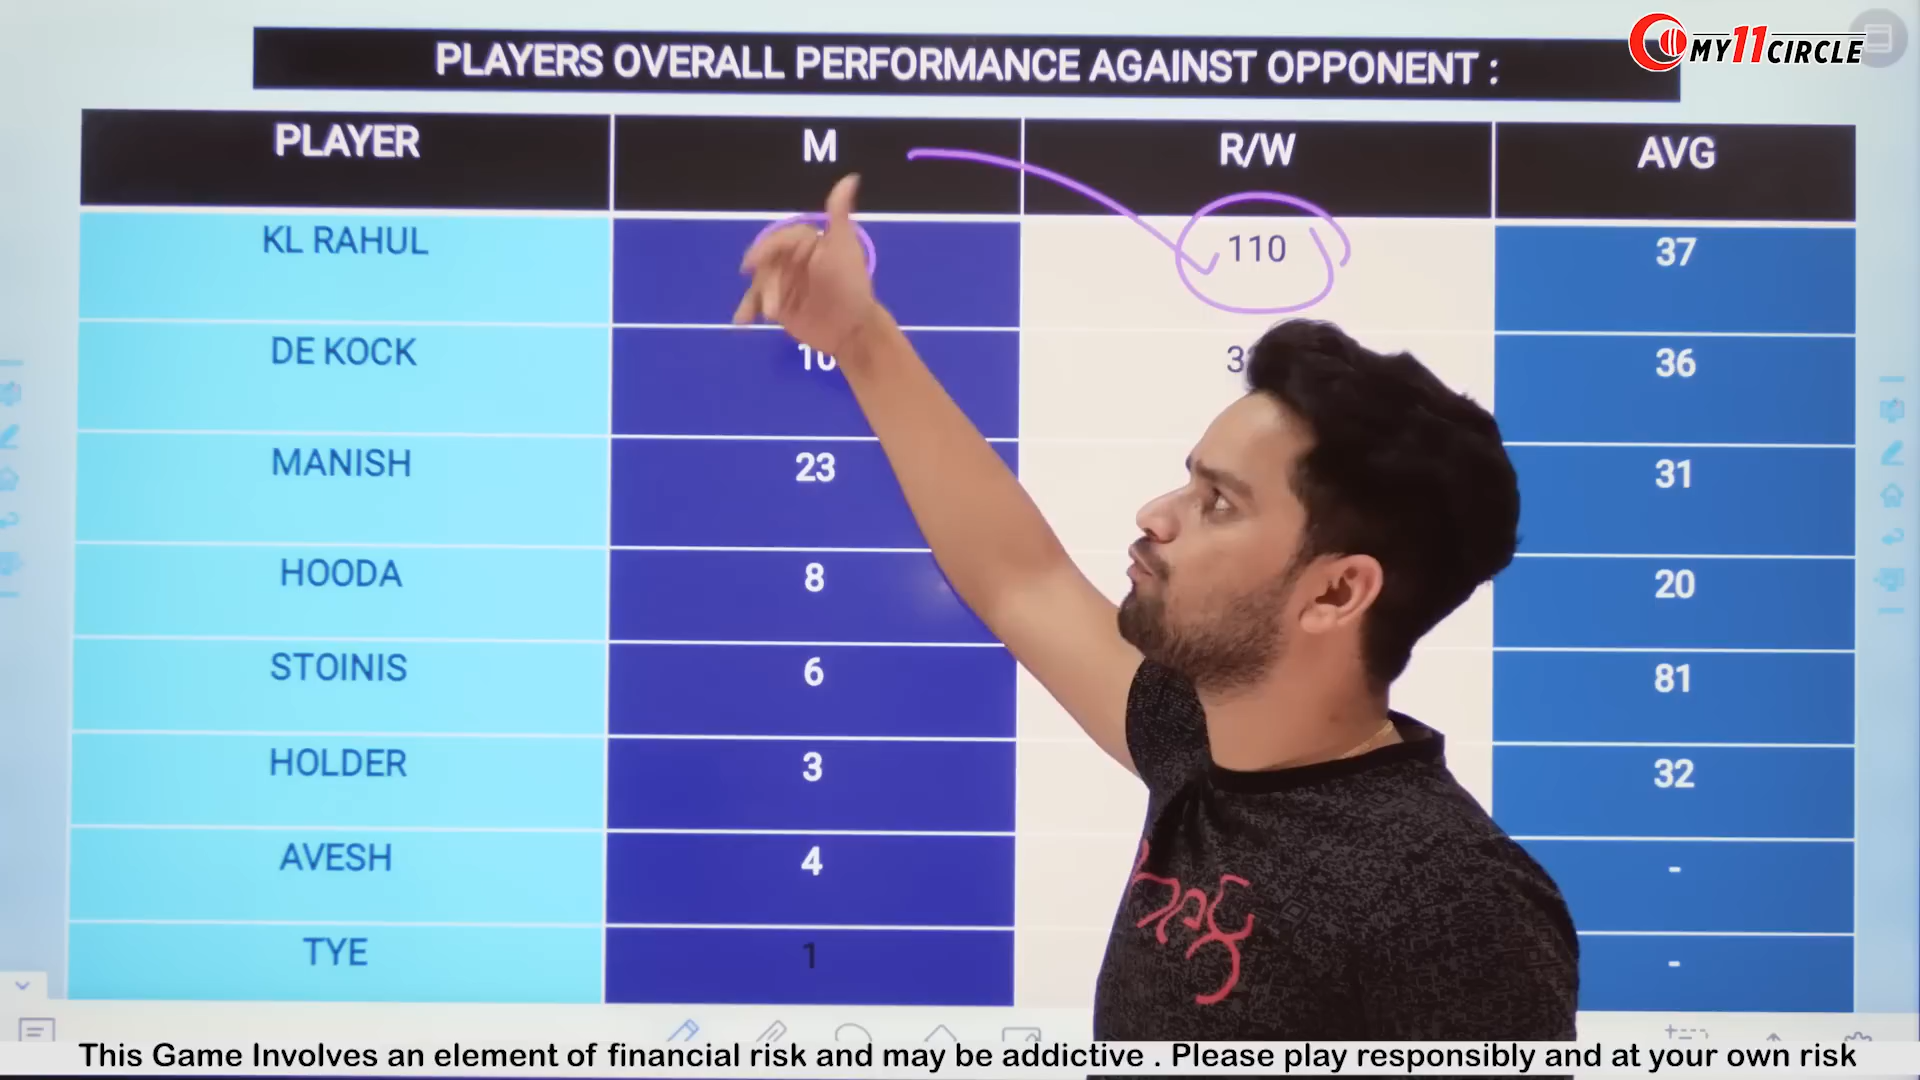 MY11CIRCLE
PLAYERS OVERALL PERFORMANCE AGAINST OPPONENT :
PLAYER M R/W AVG
KL RAHUL 110 37
DE KOCK 10 36
MANISH 23 31
HOODA 8 20
STOINIS 6 81
HOLDER 3 32
AVESH 4 -
TYE 1 -
This Game Involves an element of financial risk and may be addictive . Please play responsibly and at your own risk